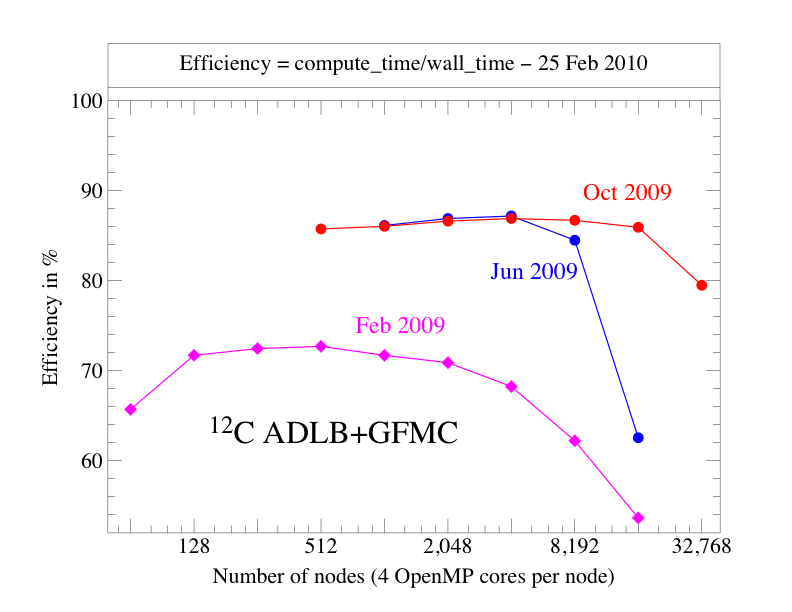 Efficiency = compute_time/wall_time − 25 Feb 2010
100
90
80
70
60
Efficiency in %
Oct 2009
Jun 2009
Feb 2009
¹²C ADLB+GFMC
128 512 2,048 8,192 32,768
Number of nodes (4 OpenMP cores per node)